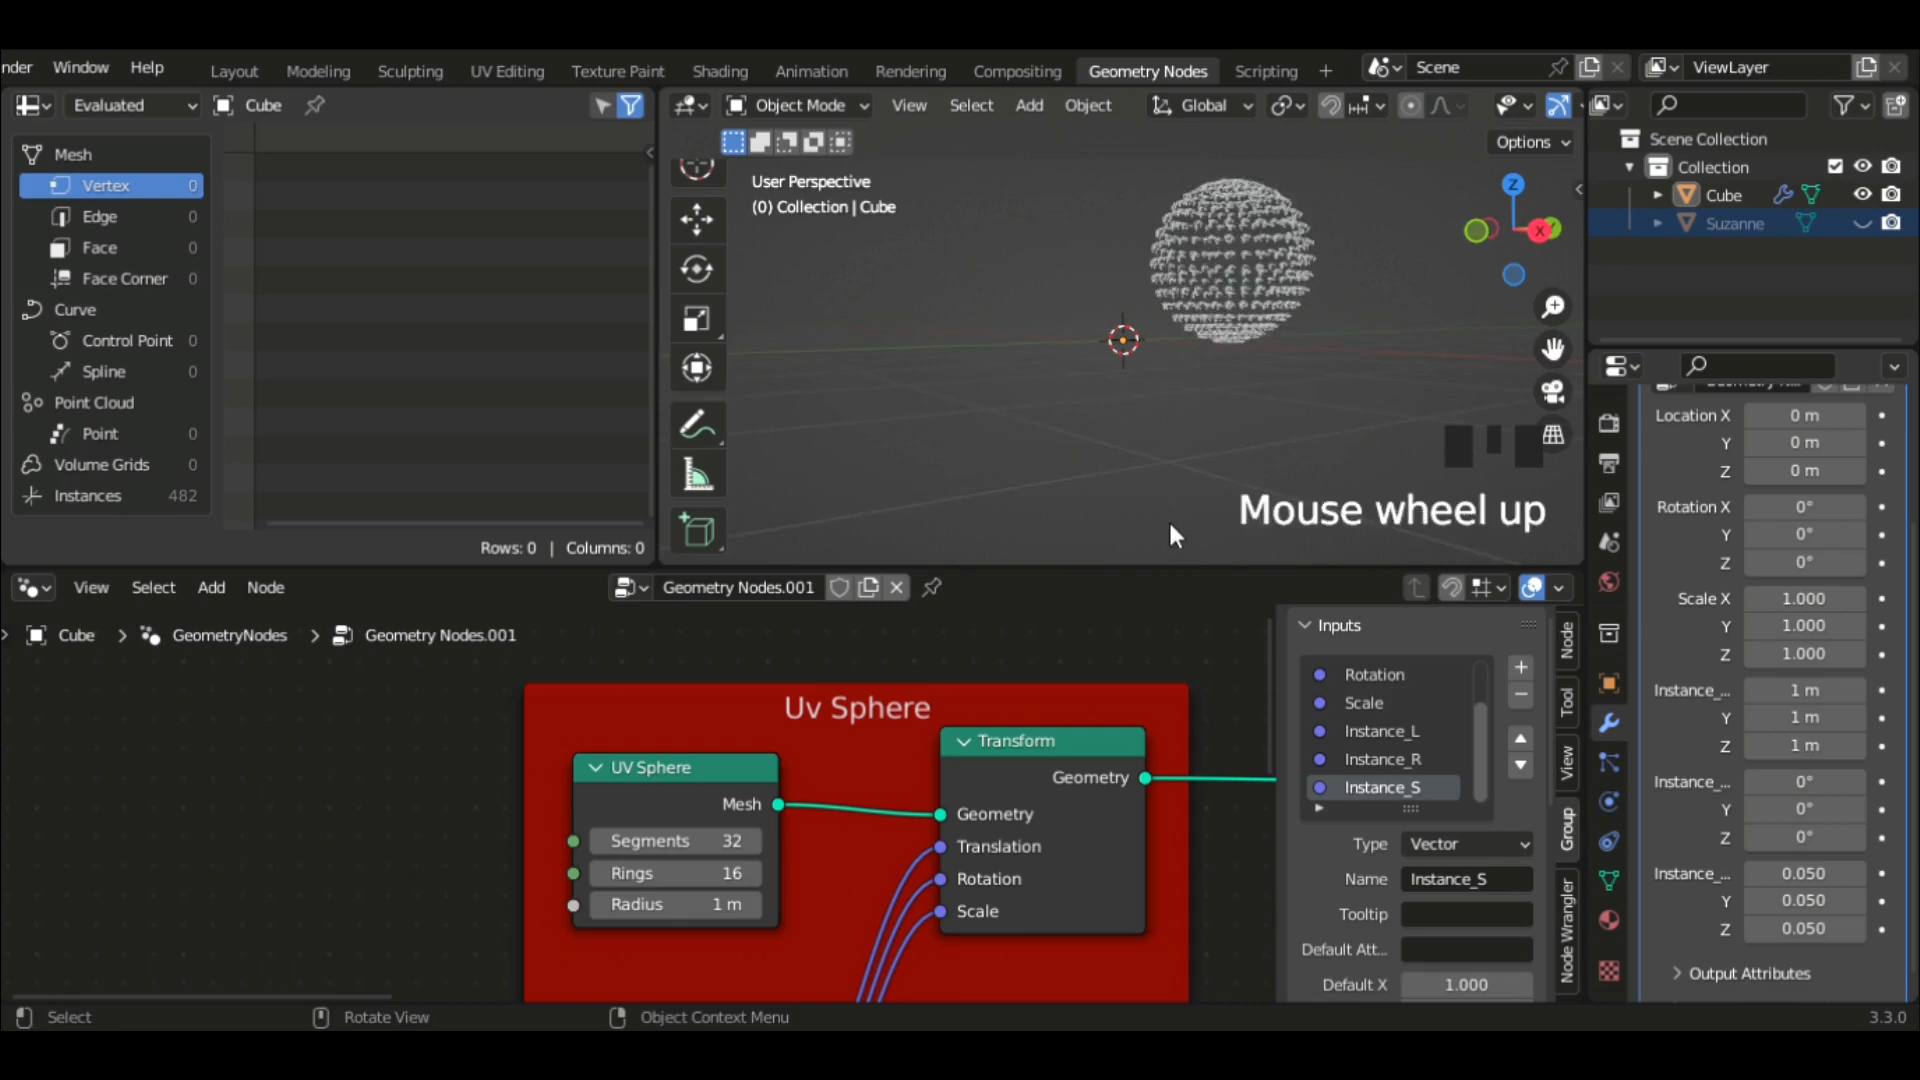 nder Window Help Layout Modeling Sculpting UV Editing Texture Paint Shading Animation Rendering Compositing Geometry Nodes Scripting + Scene ViewLayer
Evaluated Cube
Object Mode View Select Add Object Global
Options
Mesh
Vertex 0
Edge 0
Face 0
Face Corner 0
Curve
Control Point 0
Spline 0
Point Cloud
Point 0
Volume Grids 0
Instances 482
Rows: 0 | Columns: 0
User Perspective
(0) Collection | Cube
Z
X
Mouse wheel up
Scene Collection
Collection
Cube
Suzanne
Location X 0 m
Y 0 m
Z 0 m
Rotation X 0°
Y 0°
Z 0°
Scale X 1.000
Y 1.000
Z 1.000
Instance_... 1 m
Y 1 m
Z 1 m
Instance_... 0°
Y 0°
Z 0°
Instance_... 0.050
Y 0.050
Z 0.050
Output Attributes
View Select Add Node Geometry Nodes.001
Cube > GeometryNodes > Geometry Nodes.001
Uv Sphere
UV Sphere
Mesh
Segments 32
Rings 16
Radius 1 m
Transform
Geometry
Geometry
Translation
Rotation
Scale
Inputs
Rotation
Scale
Instance_L
Instance_R
Instance_S
Type Vector
Name Instance_S
Tooltip
Default Att...
Default X 1.000
Node
Tool
View
Group
Node Wrangler
Select Rotate View Object Context Menu 3.3.0